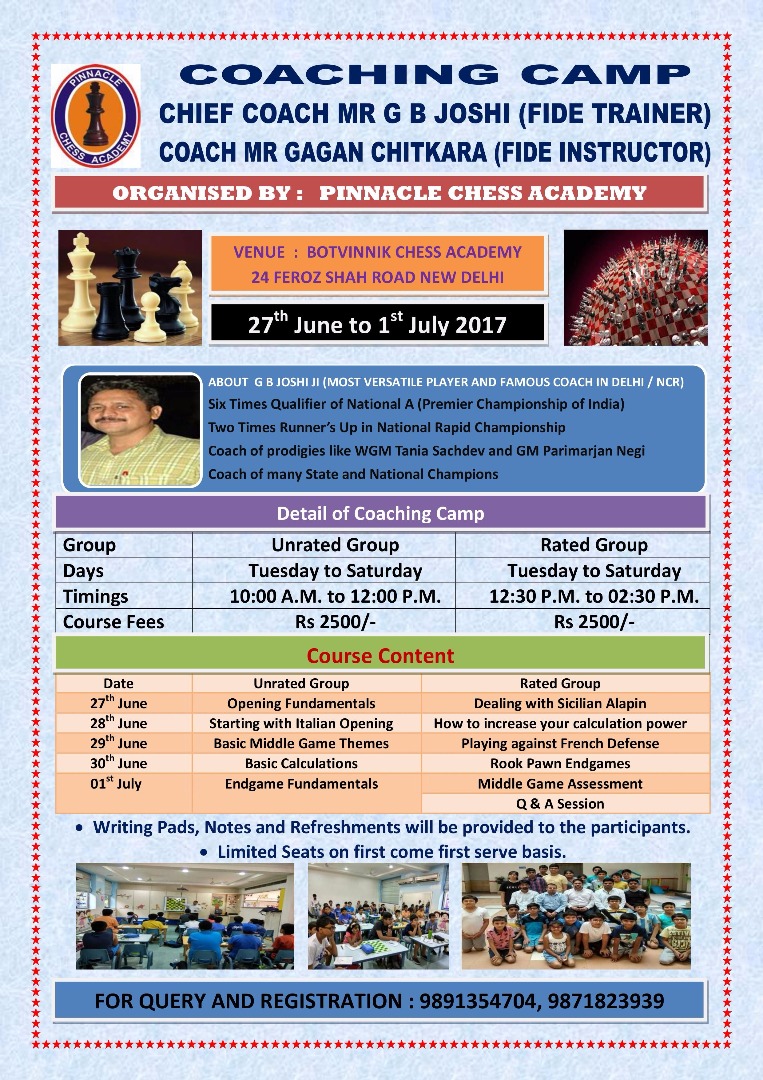 PINNACLE
CHESS ACADEMY
COACHING CAMP
CHIEF COACH MR G B JOSHI (FIDE TRAINER)
COACH MR GAGAN CHITKARA (FIDE INSTRUCTOR)
ORGANISED BY : PINNACLE CHESS ACADEMY
VENUE : BOTVINNIK CHESS ACADEMY
24 FEROZ SHAH ROAD NEW DELHI
27th June to 1st July 2017
ABOUT G B JOSHI JI (MOST VERSATILE PLAYER AND FAMOUS COACH IN DELHI / NCR)
Six Times Qualifier of National A (Premier Championship of India)
Two Times Runner's Up in National Rapid Championship
Coach of prodigies like WGM Tania Sachdev and GM Parimarjan Negi
Coach of many State and National Champions
Detail of Coaching Camp
Group Unrated Group Rated Group
Days Tuesday to Saturday Tuesday to Saturday
Timings 10:00 A.M. to 12:00 P.M. 12:30 P.M. to 02:30 P.M.
Course Fees Rs 2500/- Rs 2500/-
Course Content
Date Unrated Group Rated Group
27th June Opening Fundamentals Dealing with Sicilian Alapin
28th June Starting with Italian Opening How to increase your calculation power
29th June Basic Middle Game Themes Playing against French Defense
30th June Basic Calculations Rook Pawn Endgames
01st July Endgame Fundamentals Middle Game Assessment
Q & A Session
• Writing Pads, Notes and Refreshments will be provided to the participants.
• Limited Seats on first come first serve basis.
FOR QUERY AND REGISTRATION : 9891354704, 9871823939